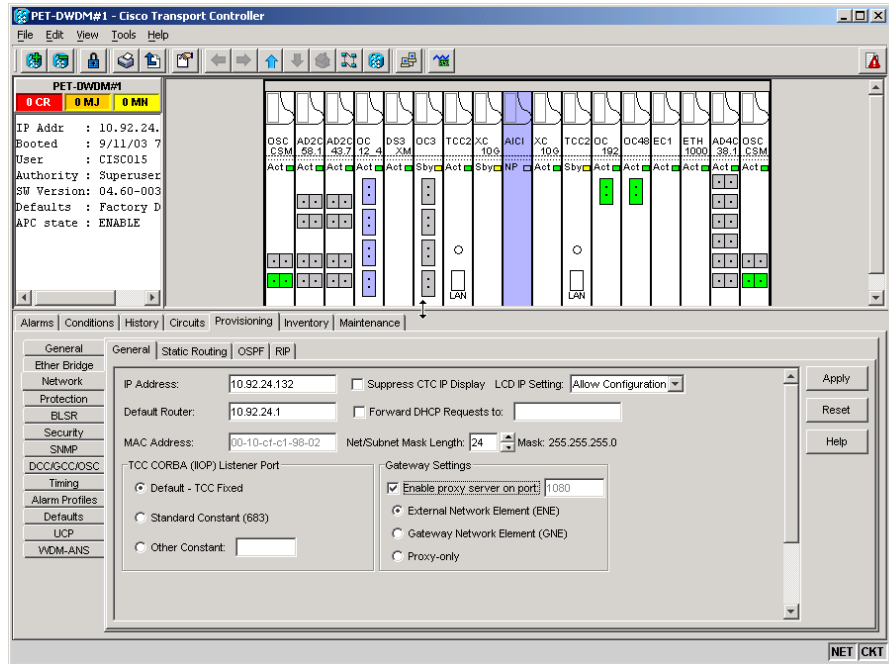 PET-DWDM#1 - Cisco Transport Controller
File Edit View Tools Help
PET-DWDM#1
0 CR 0 MJ 0 MN
IP Addr : 10.92.24.
Booted : 9/11/03 7
User : CISCO15
Authority : Superuser
SW Version: 04.60-003
Defaults : Factory D
APC state : ENABLE
OSC AD2C AD2C OC DS3 OC3 TCC2 XC AICI XC TCC2 OC OC48 EC1 ETH AD4C OSC
CSM 58.1 43.7 12_4 XM 10G 10G 192 1000 38.1 CSM
Act Act Act Act Act Sby Act Sby NP Act Sby Act Act Act Act Act Act
LAN LAN
Alarms Conditions History Circuits Provisioning Inventory Maintenance
General
Ether Bridge
Network
Protection
BLSR
Security
SNMP
DCC/GCC/OSC
Timing
Alarm Profiles
Defaults
UCP
WDM-ANS
General Static Routing OSPF RIP
IP Address: 10.92.24.132 Suppress CTC IP Display LCD IP Setting: Allow Configuration
Default Router: 10.92.24.1 Forward DHCP Requests to:
MAC Address: 00-10-cf-c1-98-02 Net/Subnet Mask Length: 24 Mask: 255.255.255.0
TCC CORBA (IIOP) Listener Port
Default - TCC Fixed
Standard Constant (683)
Other Constant:
Gateway Settings
Enable proxy server on port: 1080
External Network Element (ENE)
Gateway Network Element (GNE)
Proxy-only
Apply
Reset
Help
NET CKT